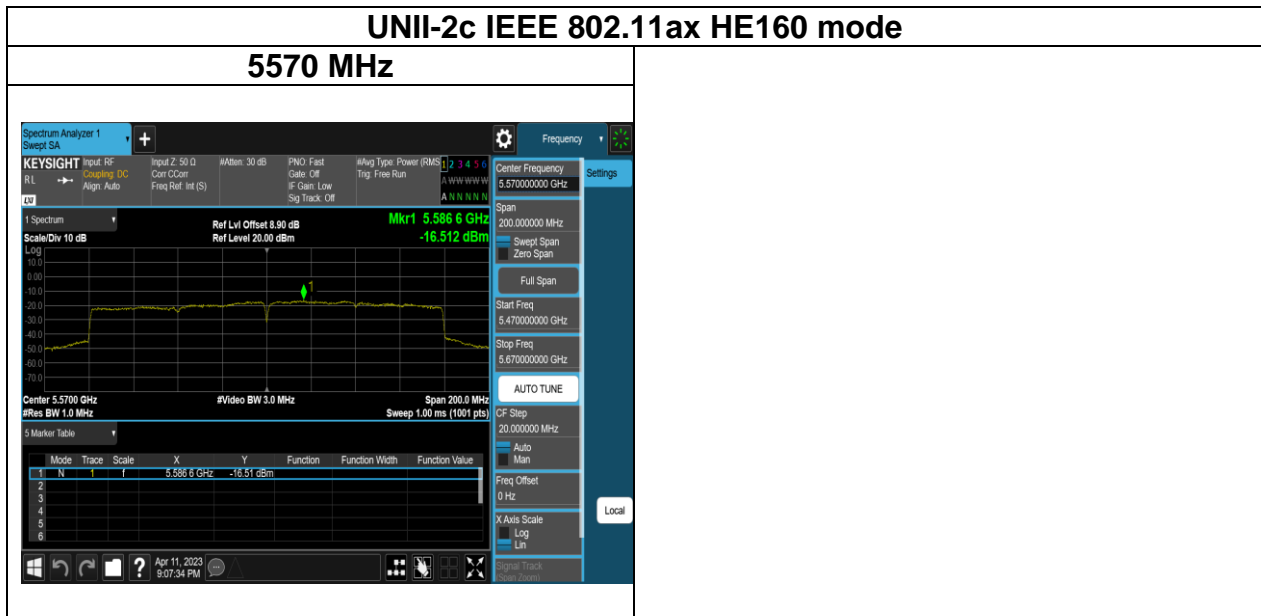 UNII-2c IEEE 802.11ax HE160 mode
5570 MHz
Spectrum Analyzer 1
Swept SA
+
Frequency
KEYSIGHT
RL
LXI
Input: RF
Coupling: DC
Align: Auto
Input Z: 50 Ω
Corr CCorr
Freq Ref: Int (S)
#Atten: 30 dB
PNO: Fast
Gate: Off
IF Gain: Low
Sig Track: Off
#Avg Type: Power (RMS
Trig: Free Run
1 2 3 4 5 6
A W W W W W
A N N N N N
1 Spectrum
Scale/Div 10 dB
Ref Lvl Offset 8.90 dB
Ref Level 20.00 dBm
Mkr1 5.586 6 GHz
-16.512 dBm
Log
10.0
0.00
-10.0
-20.0
-30.0
-40.0
-50.0
-60.0
-70.0
1
Center 5.5700 GHz
#Res BW 1.0 MHz
#Video BW 3.0 MHz
Span 200.0 MHz
Sweep 1.00 ms (1001 pts)
5 Marker Table
Mode Trace Scale X Y Function Function Width Function Value
1 N 1 f 5.586 6 GHz -16.51 dBm
2
3
4
5
6
?
Apr 11, 2023
9:07:34 PM
Center Frequency
5.570000000 GHz
Settings
Span
200.000000 MHz
Swept Span
Zero Span
Full Span
Start Freq
5.470000000 GHz
Stop Freq
5.670000000 GHz
AUTO TUNE
CF Step
20.000000 MHz
Auto
Man
Freq Offset
0 Hz
X Axis Scale
Log
Lin
Local
Signal Track
(Span Zoom)